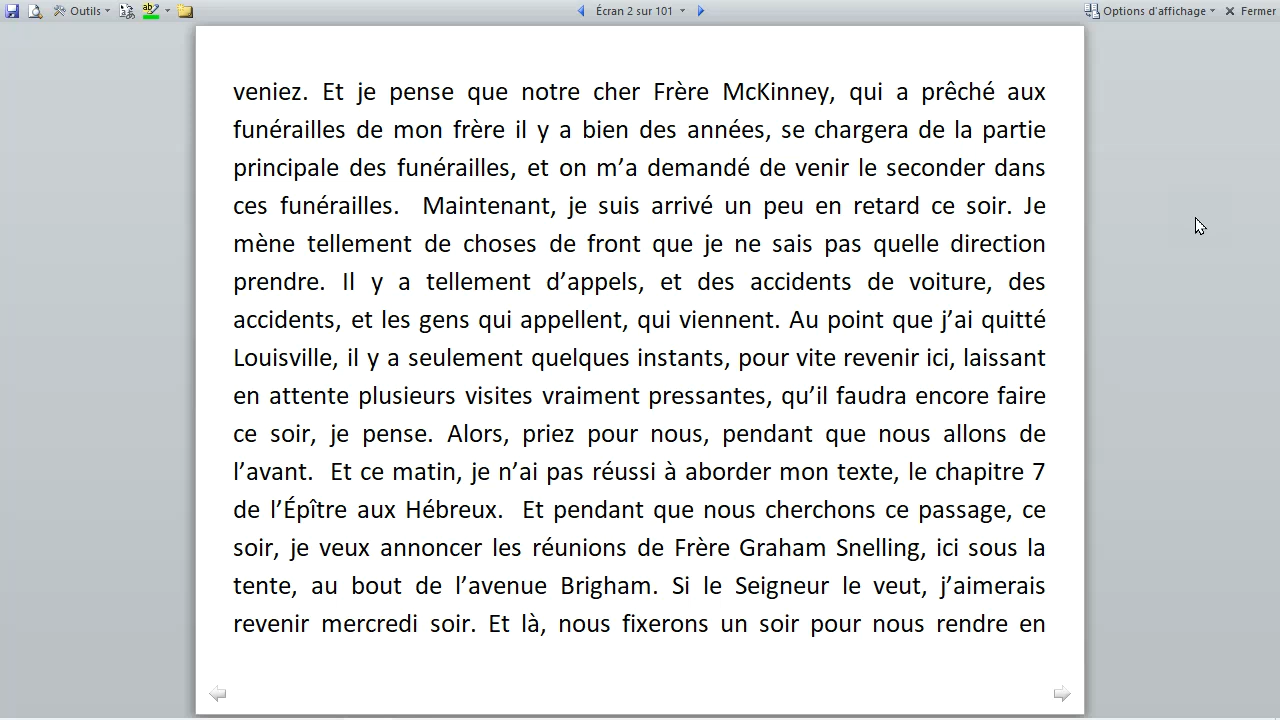 Outils
Écran 2 sur 101
Options d'affichage
Fermer
veniez. Et je pense que notre cher Frère McKinney, qui a prêché aux
funérailles de mon frère il y a bien des années, se chargera de la partie
principale des funérailles, et on m’a demandé de venir le seconder dans
ces funérailles.  Maintenant, je suis arrivé un peu en retard ce soir. Je
mène tellement de choses de front que je ne sais pas quelle direction
prendre. Il y a tellement d’appels, et des accidents de voiture, des
accidents, et les gens qui appellent, qui viennent. Au point que j’ai quitté
Louisville, il y a seulement quelques instants, pour vite revenir ici, laissant
en attente plusieurs visites vraiment pressantes, qu’il faudra encore faire
ce soir, je pense. Alors, priez pour nous, pendant que nous allons de
l’avant.  Et ce matin, je n’ai pas réussi à aborder mon texte, le chapitre 7
de l’Épître aux Hébreux.  Et pendant que nous cherchons ce passage, ce
soir, je veux annoncer les réunions de Frère Graham Snelling, ici sous la
tente, au bout de l’avenue Brigham. Si le Seigneur le veut, j’aimerais
revenir mercredi soir. Et là, nous fixerons un soir pour nous rendre en